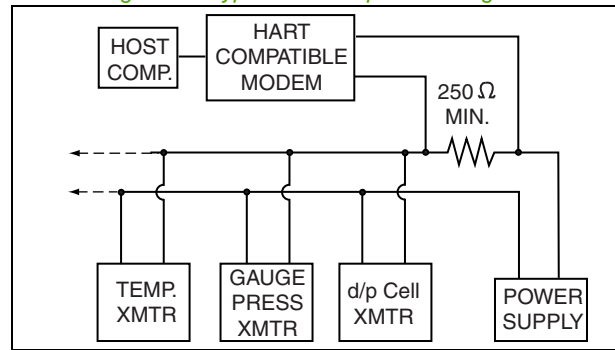 HOST
COMP.
HART
COMPATIBLE
MODEM
250 Ω
MIN.
TEMP.
XMTR
GAUGE
PRESS
XMTR
d/p Cell
XMTR
POWER
SUPPLY